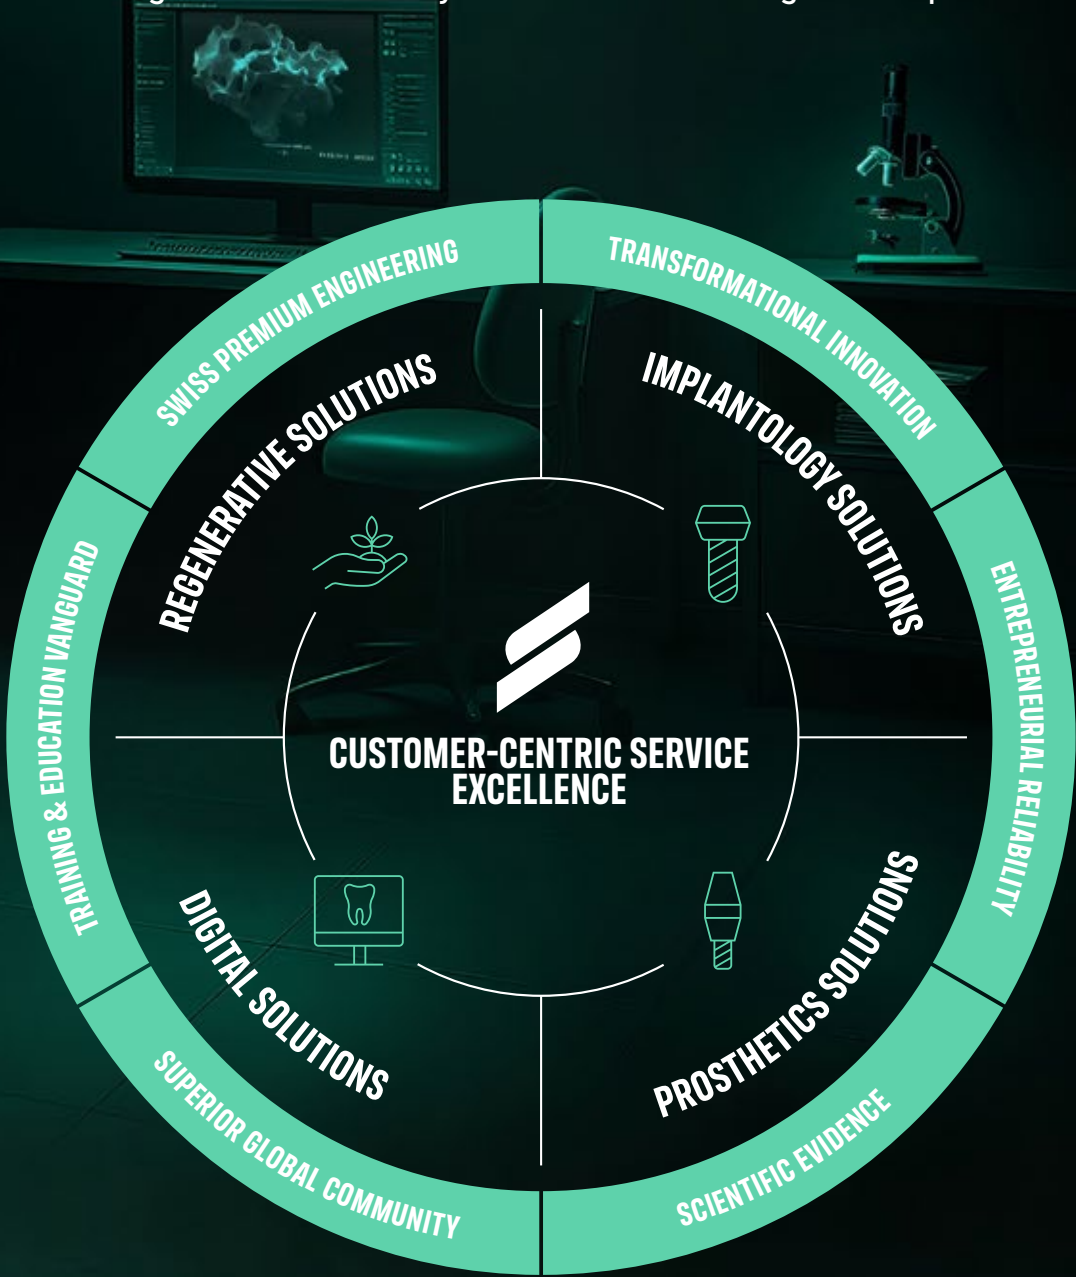 SWISS PREMIUM ENGINEERING
TRANSFORMATIONAL INNOVATION
REGENERATIVE SOLUTIONS
IMPLANTOLOGY SOLUTIONS
TRAINING & EDUCATION VANGUARD
ENTREPRENEURIAL RELIABILITY
CUSTOMER-CENTRIC SERVICE
EXCELLENCE
DIGITAL SOLUTIONS
PROSTHETICS SOLUTIONS
SUPERIOR GLOBAL COMMUNITY
SCIENTIFIC EVIDENCE